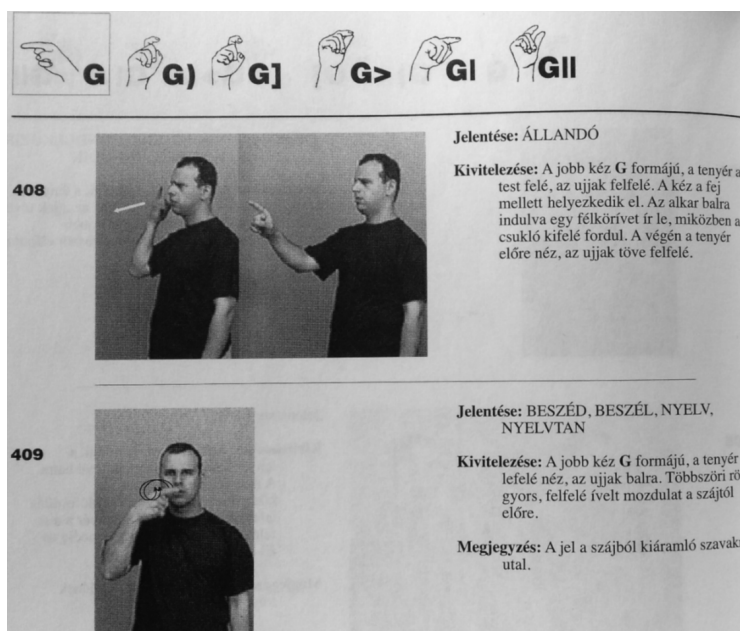 G G) G] G> G| G||
408
Jelentése: ÁLLANDÓ
Kivitelezése: A jobb kéz G formájú, a tenyér a
test felé, az ujjak felfelé. A kéz a fej
mellett helyezkedik el. Az alkar balra
indulva egy félkörívet ír le, miközben a
csukló kifelé fordul. A végén a tenyér
előre néz, az ujjak töve felfelé.
409
Jelentése: BESZÉD, BESZÉL, NYELV,
NYELVTAN
Kivitelezése: A jobb kéz G formájú, a tenyér
lefelé néz, az ujjak balra. Többszöri rö
gyors, felfelé ívelt mozdulat a szájtól
előre.
Megjegyzés: A jel a szájból kiáramló szavak
utal.